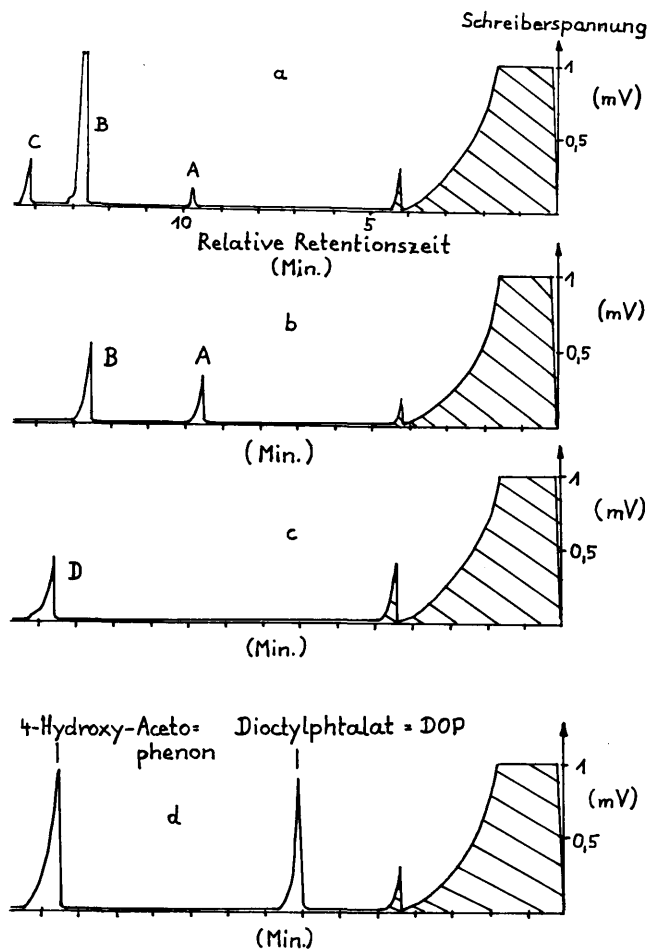 Schreiberspannung
a
1
(mV)
0,5
C
B
A
10
5
Relative Retentionszeit
(Min.)
b
1
(mV)
0,5
B
A
(Min.)
c
1
(mV)
0,5
D
(Min.)
4-Hydroxy-Aceto=
phenon
Dioctylphtalat = DOP
d
1
(mV)
0,5
(Min.)